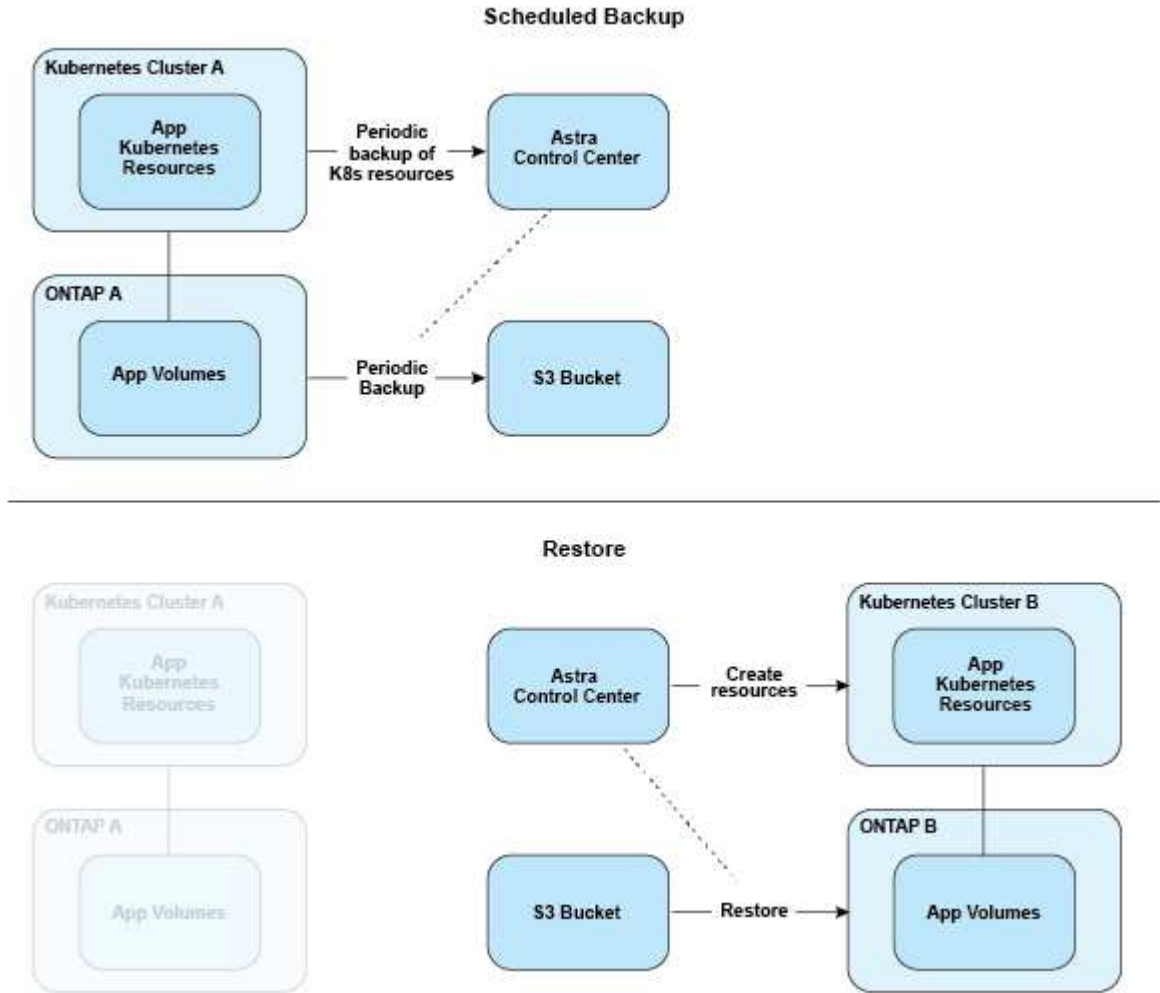 Scheduled Backup
Kubernetes Cluster A
App
Kubernetes
Resources
Periodic
backup of
K8s resources
Astra
Control Center
ONTAP A
App Volumes
Periodic
Backup
S3 Bucket
Restore
Kubernetes Cluster A
App
Kubernetes
Resources
Astra
Control Center
Create
resources
Kubernetes Cluster B
App
Kubernetes
Resources
ONTAP A
App Volumes
S3 Bucket
Restore
ONTAP B
App Volumes